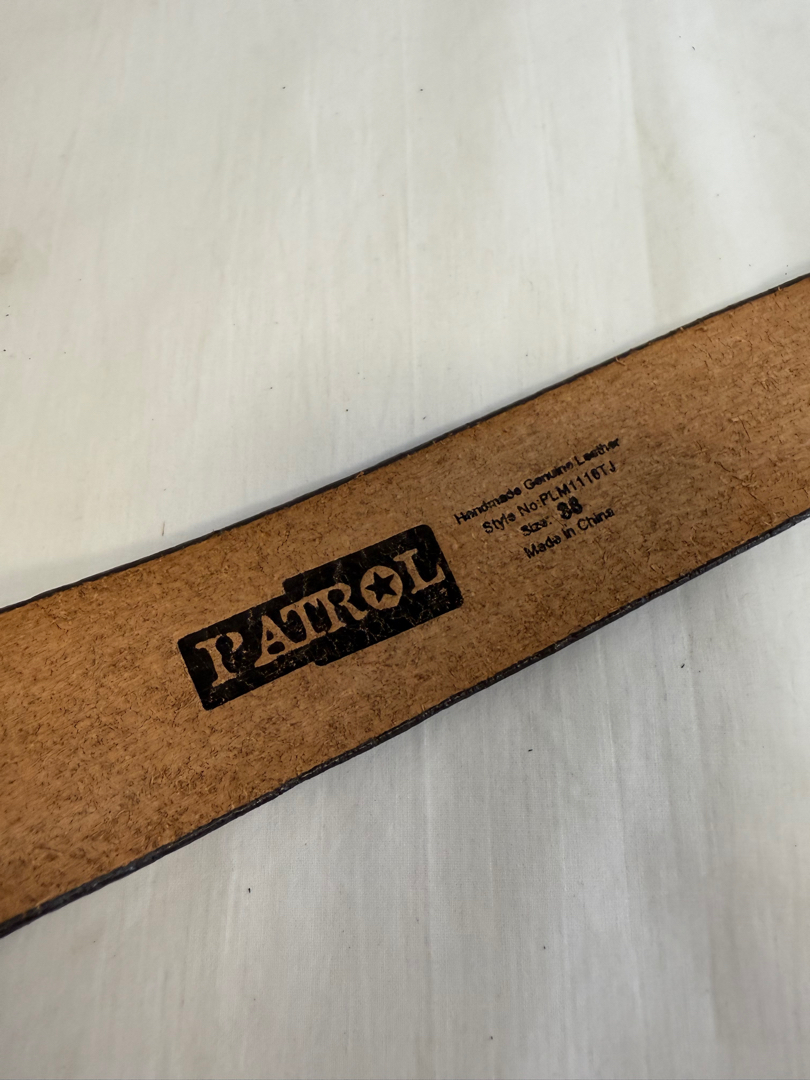 PATROL
Handmade Genuine Leather
Style No:PLM1116TJ
Size: 38
Made in China